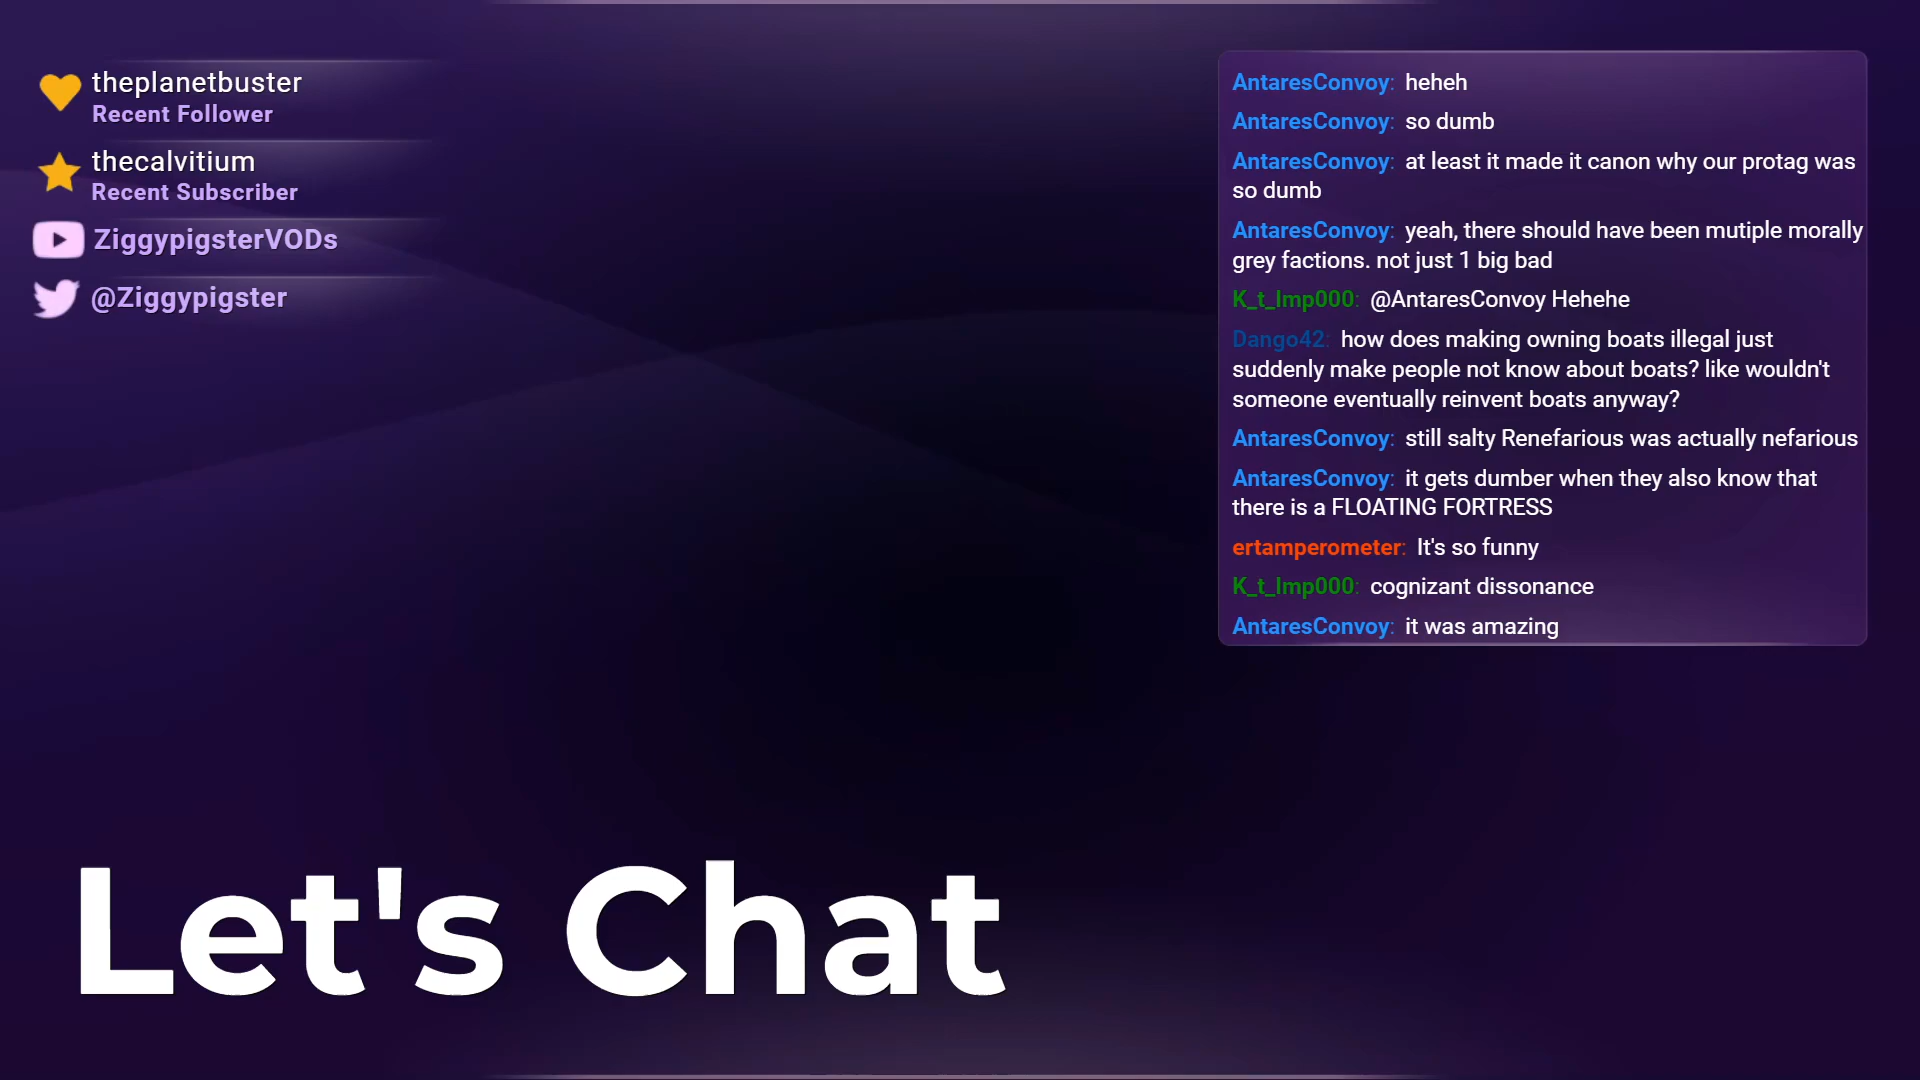 theplanetbuster
Recent Follower
thecalvitium
Recent Subscriber
ZiggypigsterVODs
@Ziggypigster
AntaresConvoy: heheh
AntaresConvoy: so dumb
AntaresConvoy: at least it made it canon why our protag was
so dumb
AntaresConvoy: yeah, there should have been mutiple morally
grey factions. not just 1 big bad
K_t_Imp000: @AntaresConvoy Hehehe
Dango42: how does making owning boats illegal just
suddenly make people not know about boats? like wouldn't
someone eventually reinvent boats anyway?
AntaresConvoy: still salty Renefarious was actually nefarious
AntaresConvoy: it gets dumber when they also know that
there is a FLOATING FORTRESS
ertamperometer: It's so funny
K_t_Imp000: cognizant dissonance
AntaresConvoy: it was amazing
Let's Chat